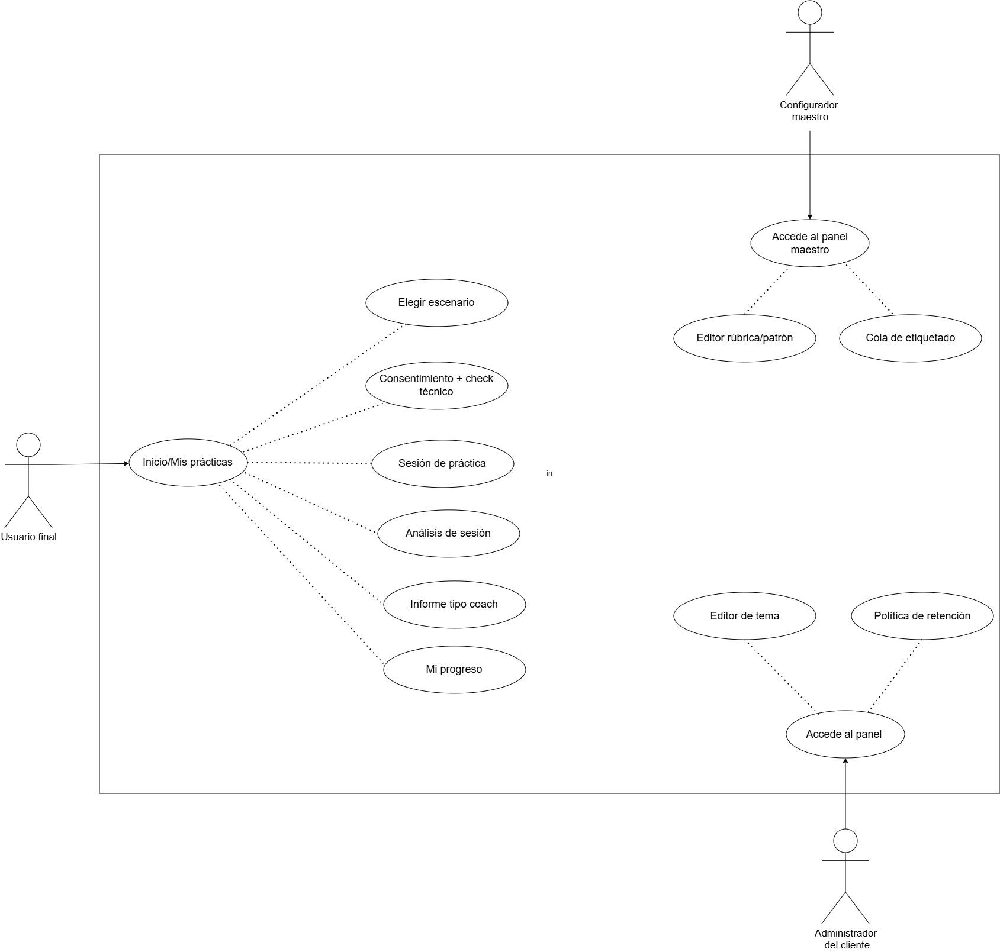 Configurador
maestro
Accede al panel
maestro
Elegir escenario
Editor rúbrica/patrón
Cola de etiquetado
Consentimiento + check
técnico
Inicio/Mis prácticas
Sesión de práctica
in
Análisis de sesión
Usuario final
Informe tipo coach
Editor de tema
Política de retención
Mi progreso
Accede al panel
Administrador
del cliente